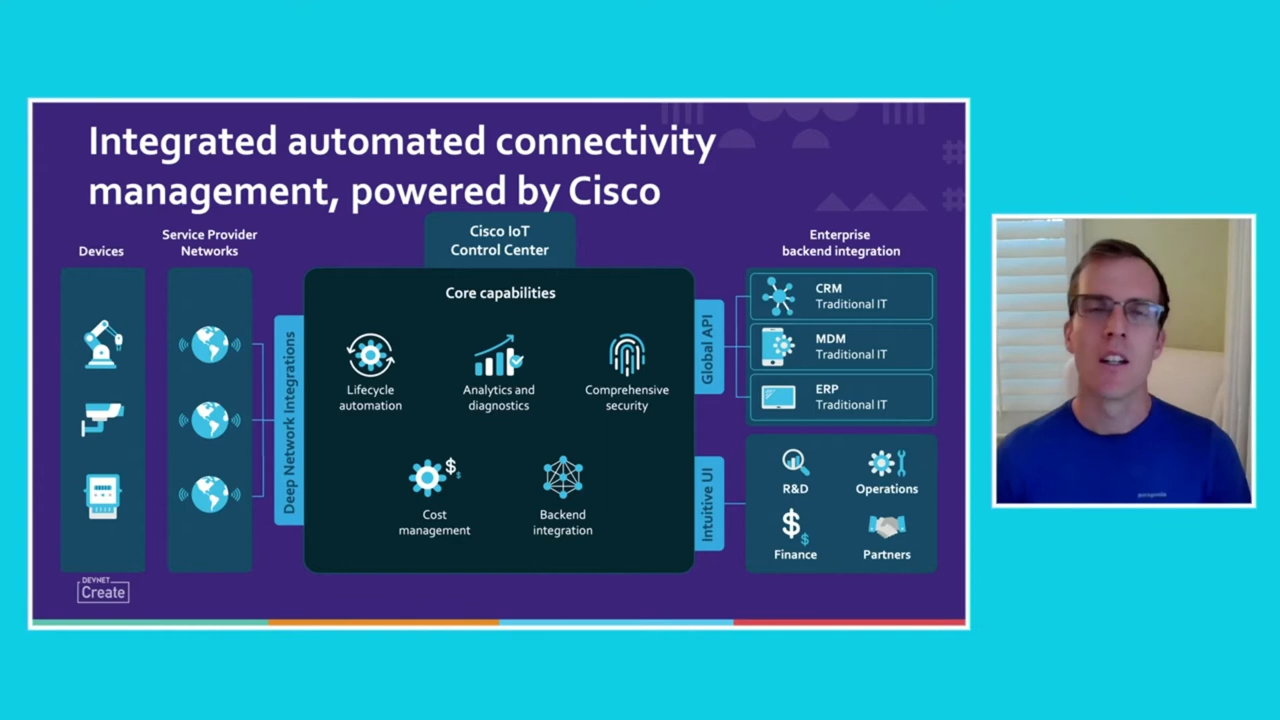 Integrated automated connectivity
management, powered by Cisco
Devices
Service Provider
Networks
Cisco IoT
Control Center
Enterprise
backend integration
Deep Network Integrations
Core capabilities
Lifecycle
automation
Analytics and
diagnostics
Comprehensive
security
$
Cost
management
Backend
integration
Global API
Intuitive UI
CRM
Traditional IT
MDM
Traditional IT
ERP
Traditional IT
R&D
Operations
$
$
Finance
Partners
DEVNET
Create
patagonia